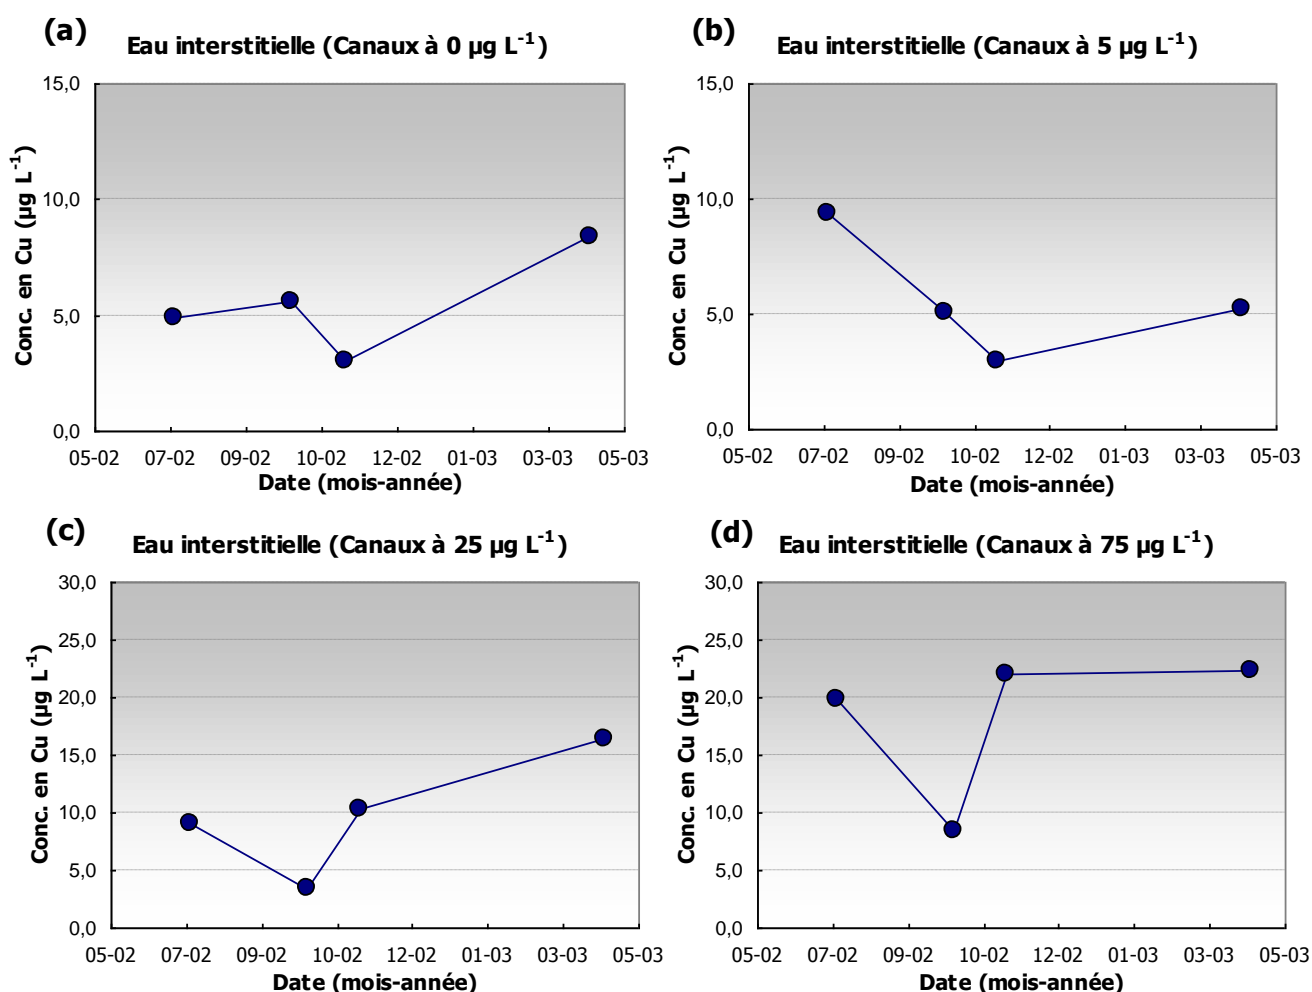 (a)
Eau interstitielle (Canaux à 0 µg L-1)
Conc. en Cu (µg L-1)
15,0
10,0
5,0
0,0
05-02 07-02 09-02 10-02 12-02 01-03 03-03 05-03
Date (mois-année)
(b)
Eau interstitielle (Canaux à 5 µg L-1)
Conc. en Cu (µg L-1)
15,0
10,0
5,0
0,0
05-02 07-02 09-02 10-02 12-02 01-03 03-03 05-03
Date (mois-année)
(c)
Eau interstitielle (Canaux à 25 µg L-1)
Conc. en Cu (µg L-1)
30,0
25,0
20,0
15,0
10,0
5,0
0,0
05-02 07-02 09-02 10-02 12-02 01-03 03-03 05-03
Date (mois-année)
(d)
Eau interstitielle (Canaux à 75 µg L-1)
Conc. en Cu (µg L-1)
30,0
25,0
20,0
15,0
10,0
5,0
0,0
05-02 07-02 09-02 10-02 12-02 01-03 03-03 05-03
Date (mois-année)